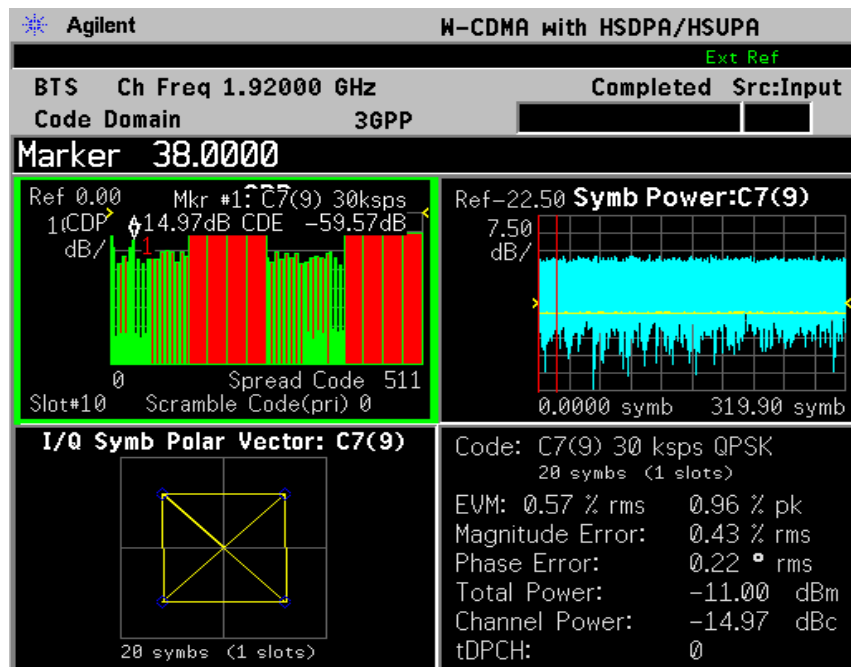 Agilent W-CDMA with HSDPA/HSUPA
Ext Ref
BTS Ch Freq 1.92000 GHz Completed Src:Input
Code Domain 3GPP
Marker 38.0000
Ref 0.00 Mkr #1: C7(9) 30ksps
CDP -14.97dB CDE -59.57dB
dB/
1
0 Spread Code 511
Slot#10 Scramble Code(pri) 0
Ref-22.50 Symb Power:C7(9)
7.50
dB/
0.0000 symb 319.90 symb
I/Q Symb Polar Vector: C7(9)
20 symbs (1 slots)
Code: C7(9) 30 ksps QPSK
20 symbs (1 slots)
EVM: 0.57 % rms 0.96 % pk
Magnitude Error: 0.43 % rms
Phase Error: 0.22 ° rms
Total Power: -11.00 dBm
Channel Power: -14.97 dBc
tDPCH: 0